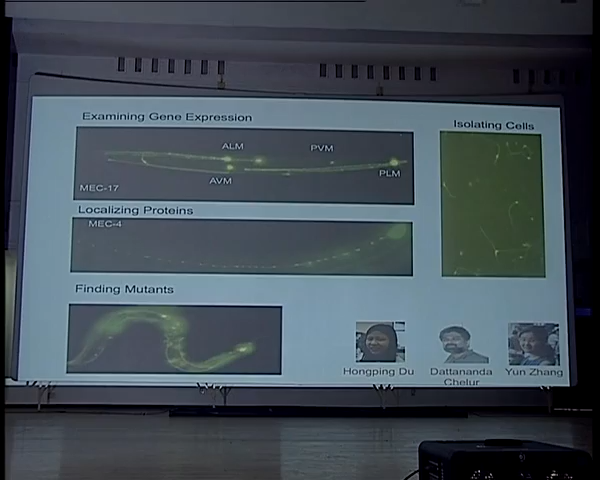 Examining Gene Expression
ALM
PVM
AVM
PLM
MEC-17
Localizing Proteins
MEC-4
Finding Mutants
Isolating Cells
Hongping Du
Dattananda
Chelur
Yun Zhang